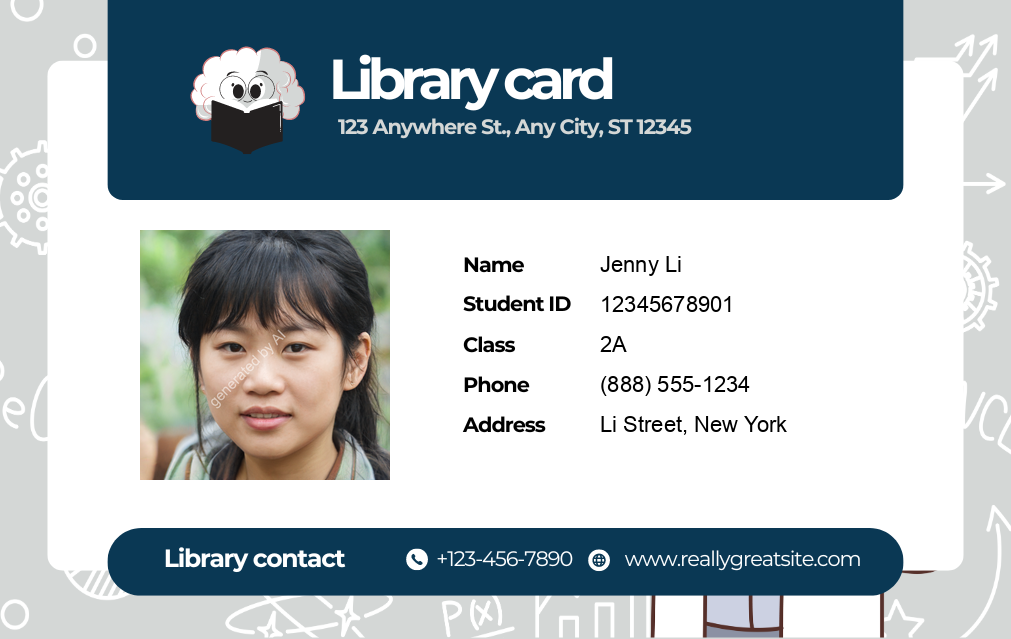 Library card
123 Anywhere St., Any City, ST 12345
Name Jenny Li
Student ID 12345678901
Class 2A
Phone (888) 555-1234
Address Li Street, New York
generated by AI
Library contact +123-456-7890 www.reallygreatsite.com
P(x)